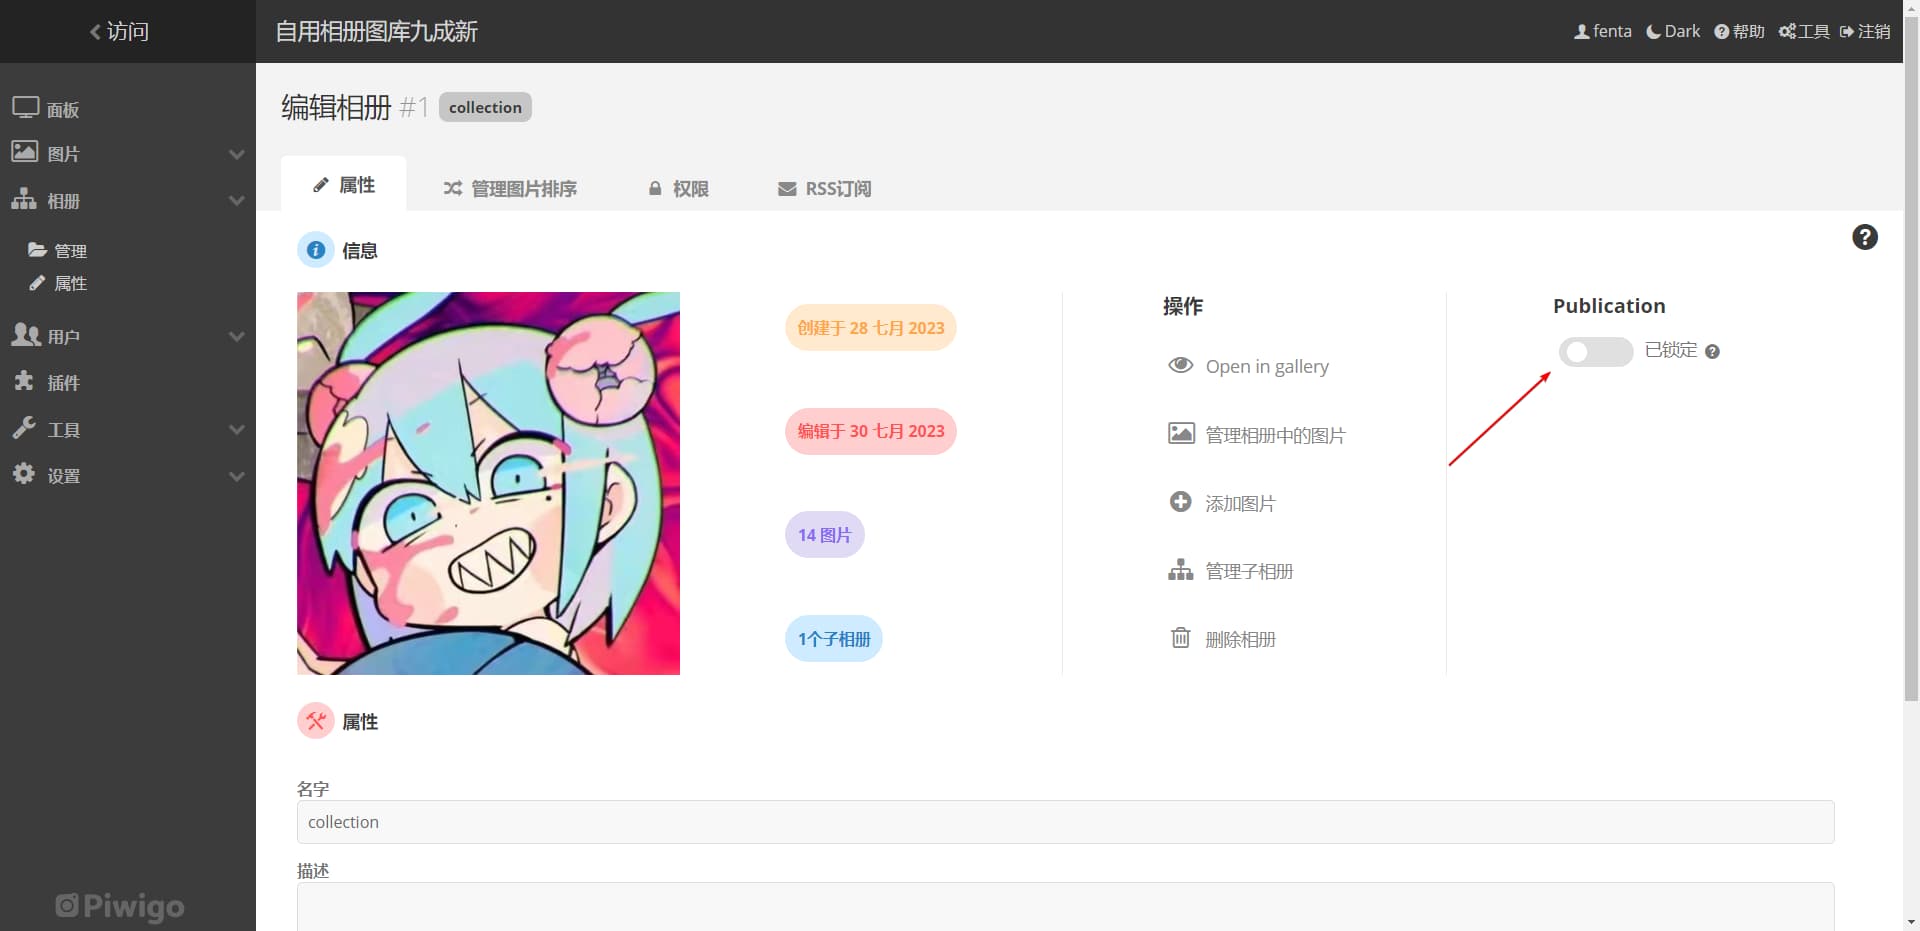 访问
自用相册图库九成新
fenta Dark 帮助 工具 注销
面板
图片
相册
管理
属性
用户
插件
工具
设置
Piwigo
编辑相册 #1 collection
属性 管理图片排序 权限 RSS订阅
信息
创建于 28 七月 2023
编辑于 30 七月 2023
14 图片
1个子相册
操作
Open in gallery
管理相册中的图片
添加图片
管理子相册
删除相册
Publication
已锁定
属性
名字
collection
描述